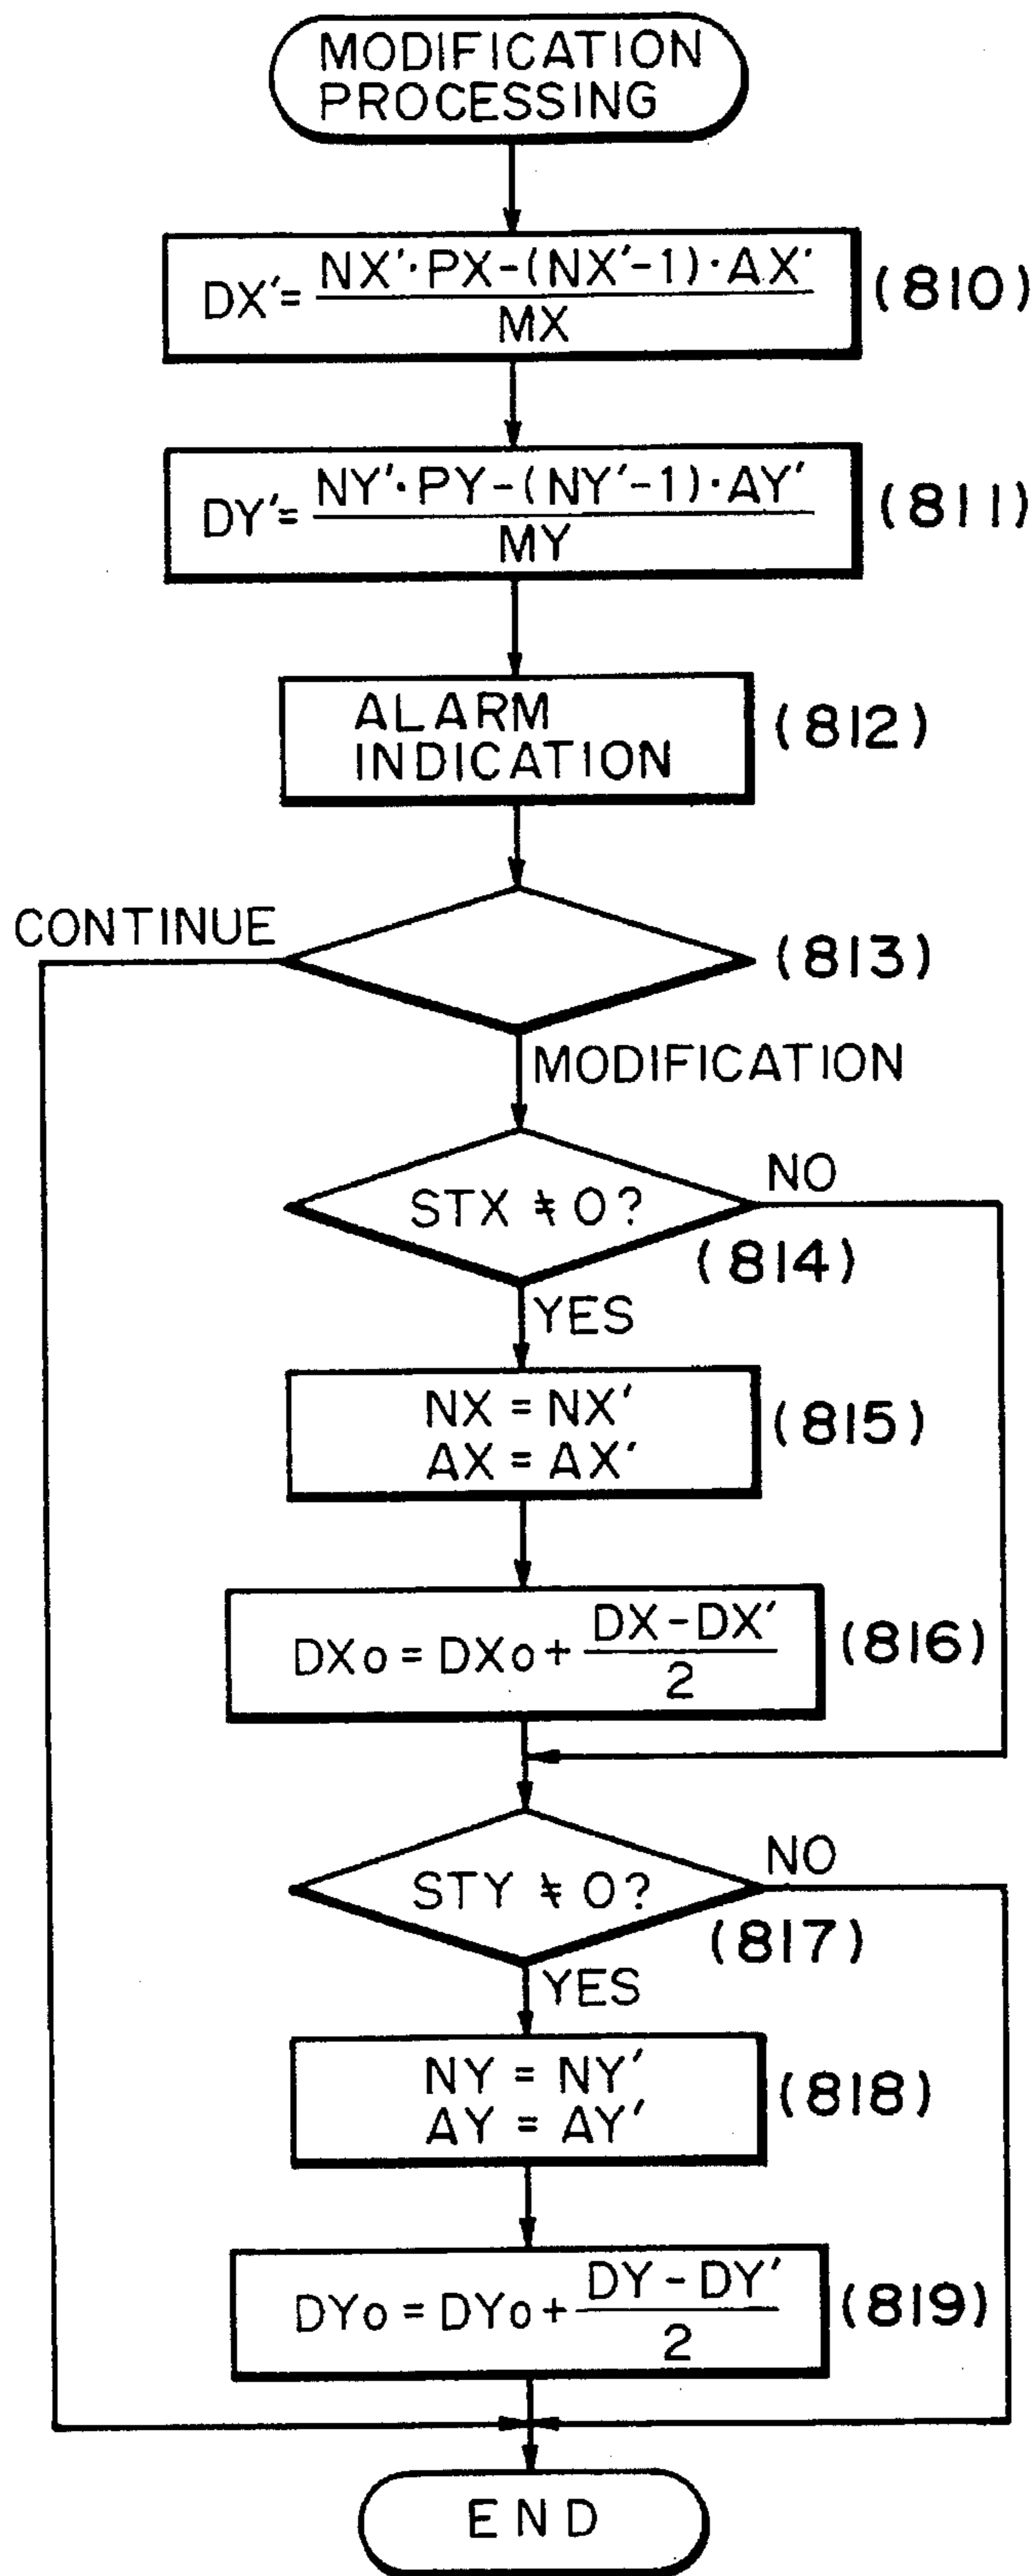 MODIFICATION
PROCESSING
DX'= NX'·PX-(NX'-1)·AX' / MX (810)
DY'= NY'·PY-(NY'-1)·AY' / MY (811)
ALARM
INDICATION
(812)
CONTINUE
(813)
MODIFICATION
STX ≠ 0?
NO
(814)
YES
NX = NX'
AX = AX'
(815)
DXo = DXo + DX-DX' / 2 (816)
STY ≠ 0?
NO
(817)
YES
NY = NY'
AY = AY'
(818)
DYo = DYo + DY-DY' / 2 (819)
END